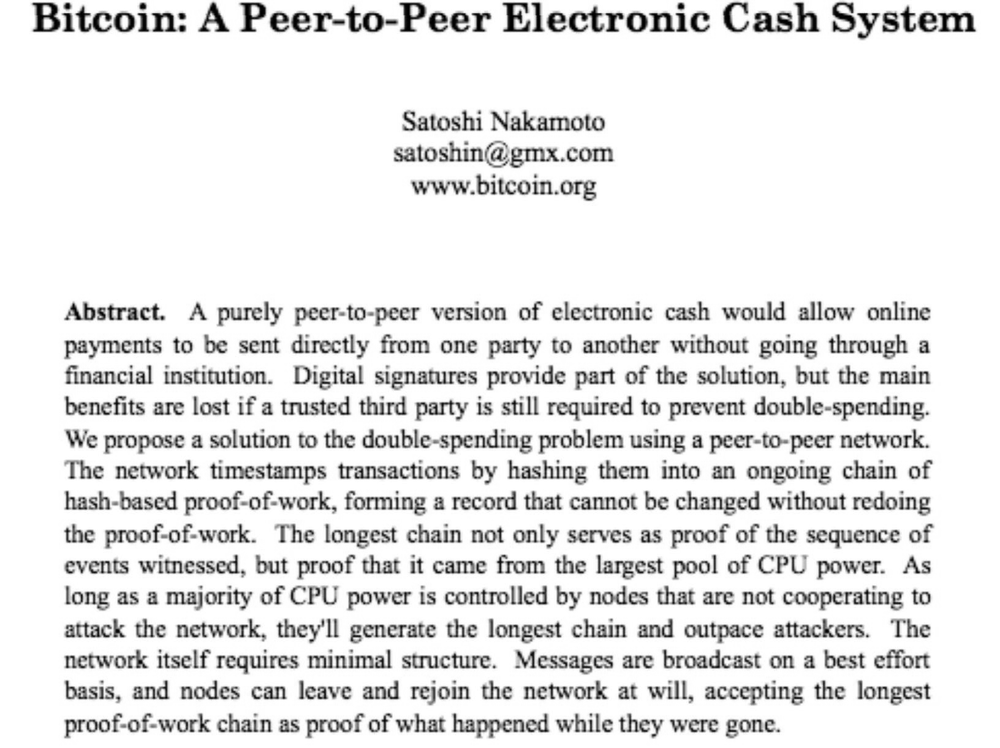 Bitcoin: A Peer-to-Peer Electronic Cash System
Satoshi Nakamoto
satoshin@gmx.com
www.bitcoin.org
Abstract. A purely peer-to-peer version of electronic cash would allow online
payments to be sent directly from one party to another without going through a
financial institution. Digital signatures provide part of the solution, but the main
benefits are lost if a trusted third party is still required to prevent double-spending.
We propose a solution to the double-spending problem using a peer-to-peer network.
The network timestamps transactions by hashing them into an ongoing chain of
hash-based proof-of-work, forming a record that cannot be changed without redoing
the proof-of-work. The longest chain not only serves as proof of the sequence of
events witnessed, but proof that it came from the largest pool of CPU power. As
long as a majority of CPU power is controlled by nodes that are not cooperating to
attack the network, they'll generate the longest chain and outpace attackers. The
network itself requires minimal structure. Messages are broadcast on a best effort
basis, and nodes can leave and rejoin the network at will, accepting the longest
proof-of-work chain as proof of what happened while they were gone.